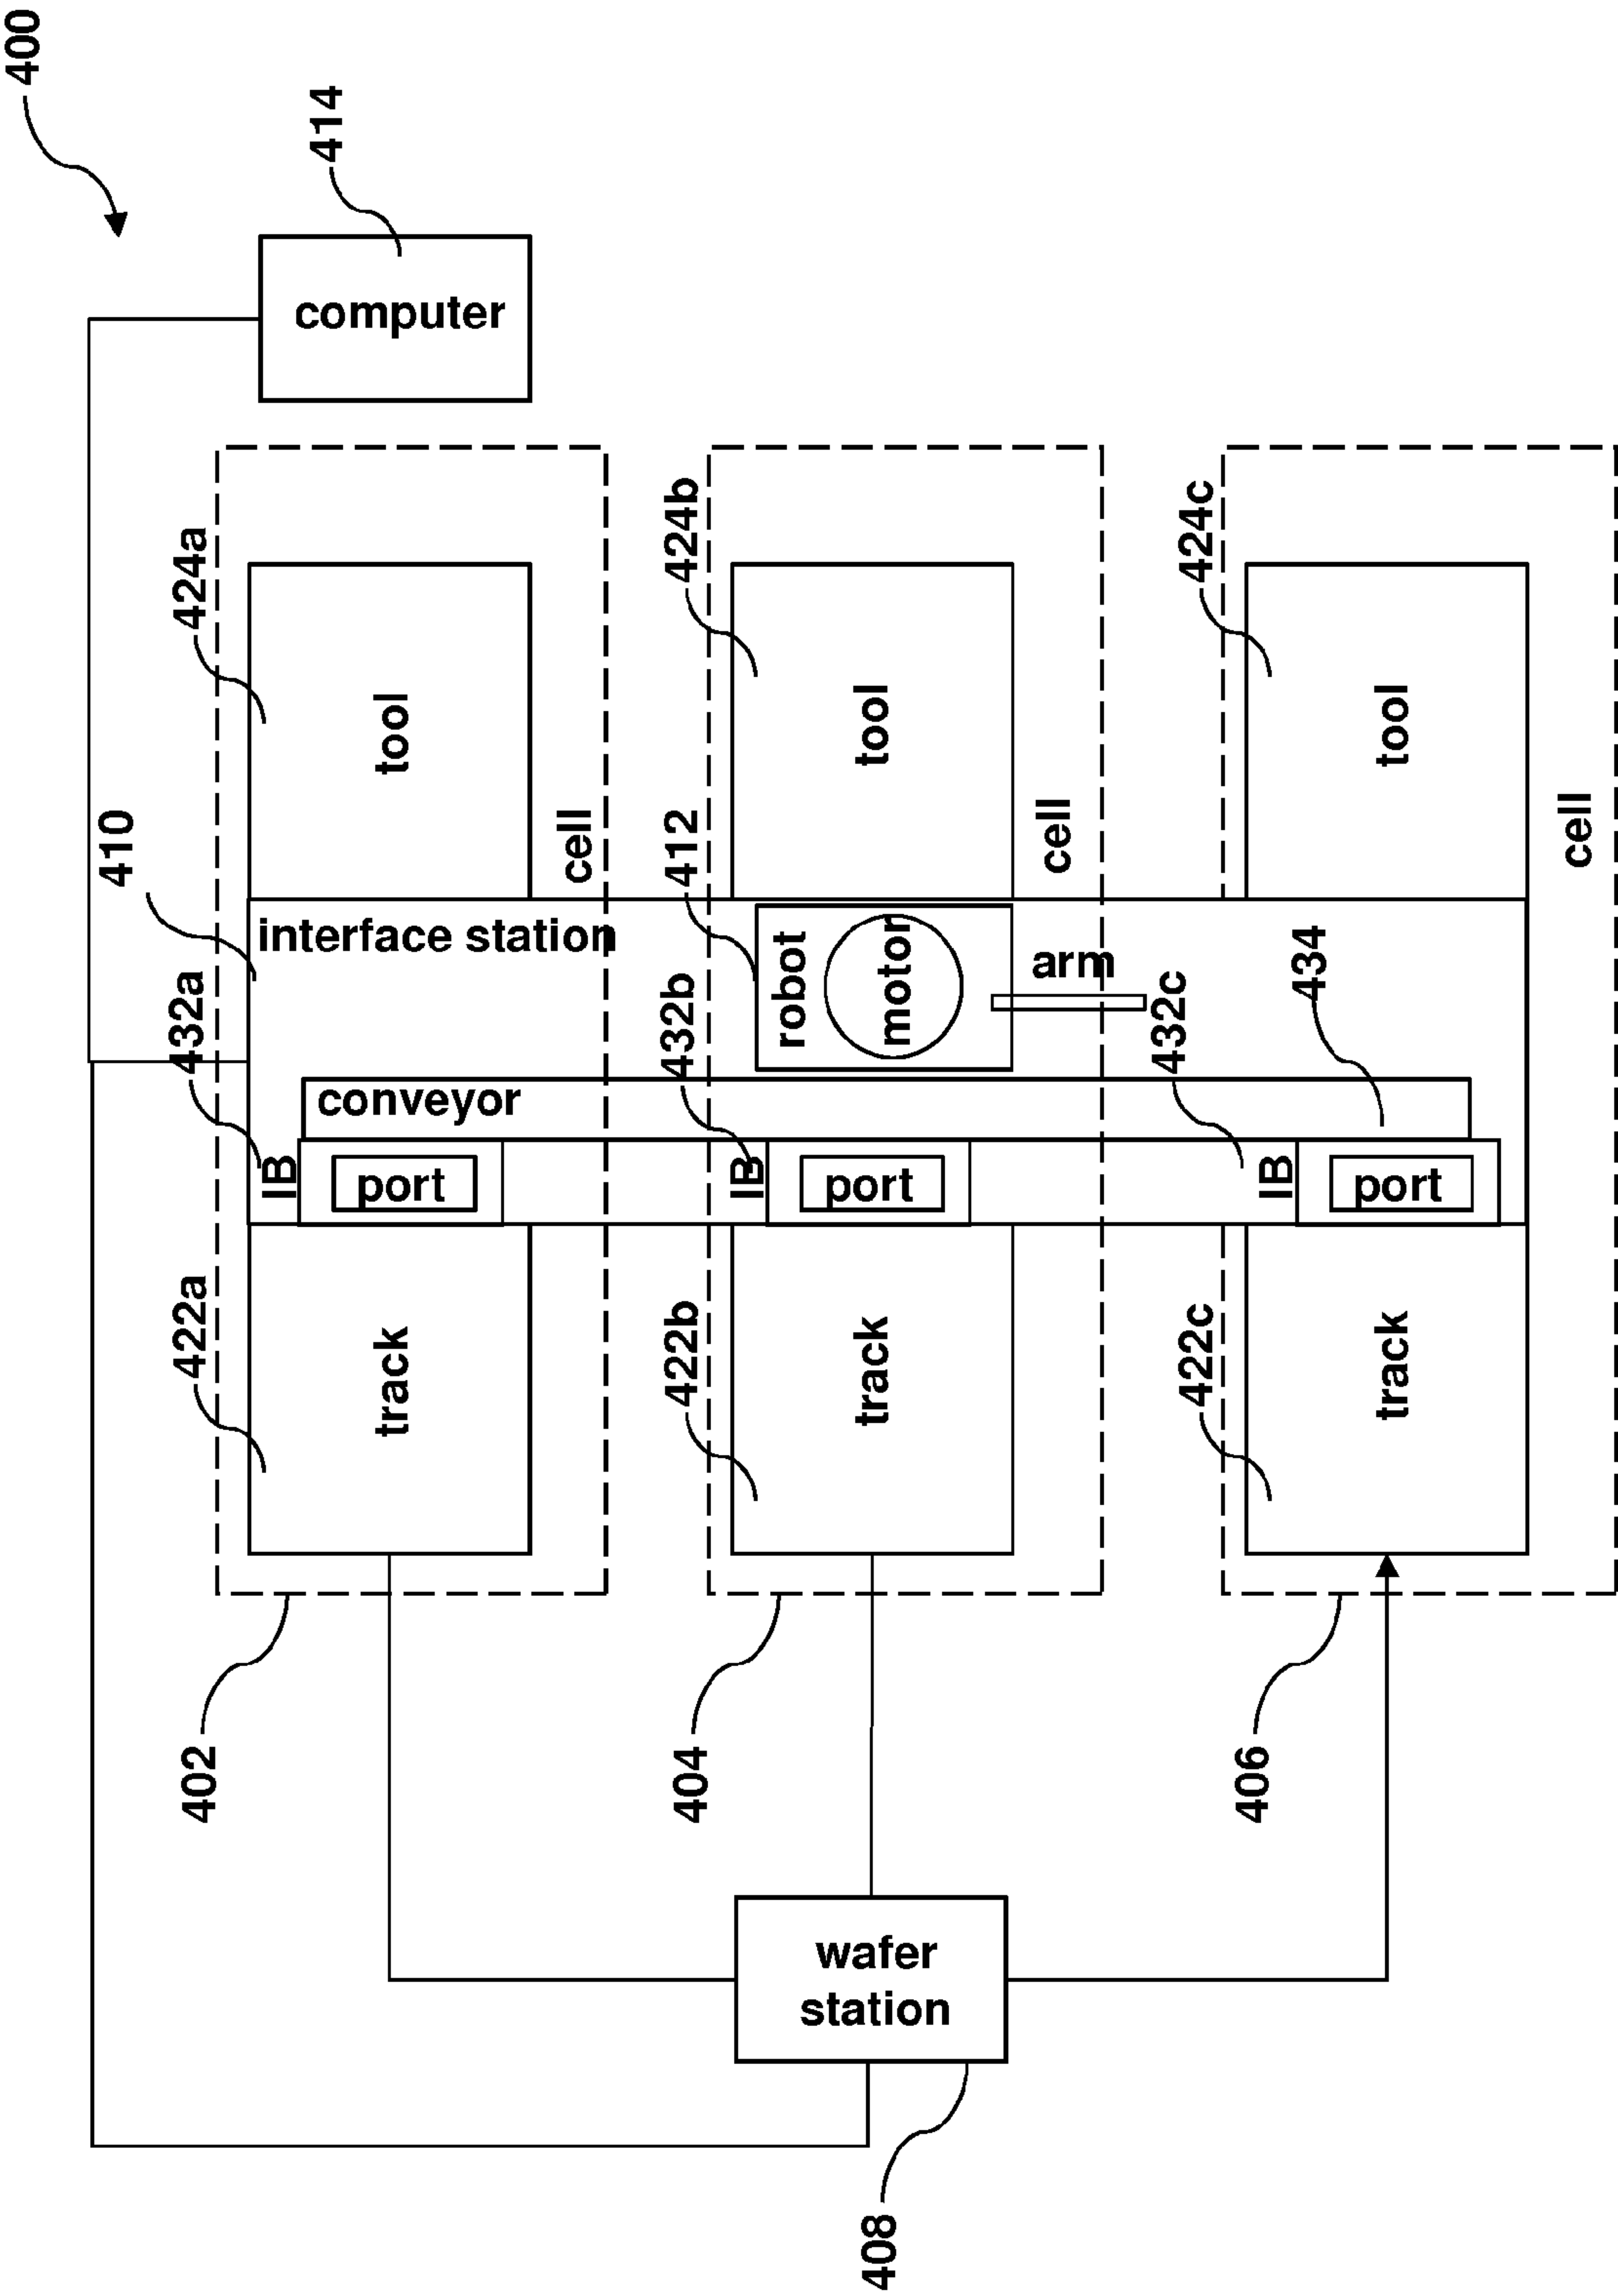 400
414
computer
424a
424b
424c
tool
tool
tool
410
412
cell
cell
cell
interface station
robot
motor
arm
434
432a
432b
432c
conveyor
IB
port
IB
port
IB
port
422a
422b
422c
track
track
track
402
404
406
wafer
station
408